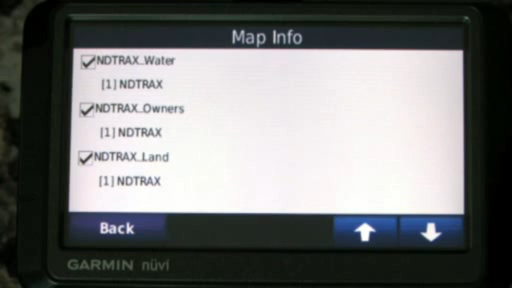 Map Info
NDTRAX_Water
[1] NDTRAX
NDTRAX_Owners
[1] NDTRAX
NDTRAX_Land
[1] NDTRAX
Back
GARMIN nüvi